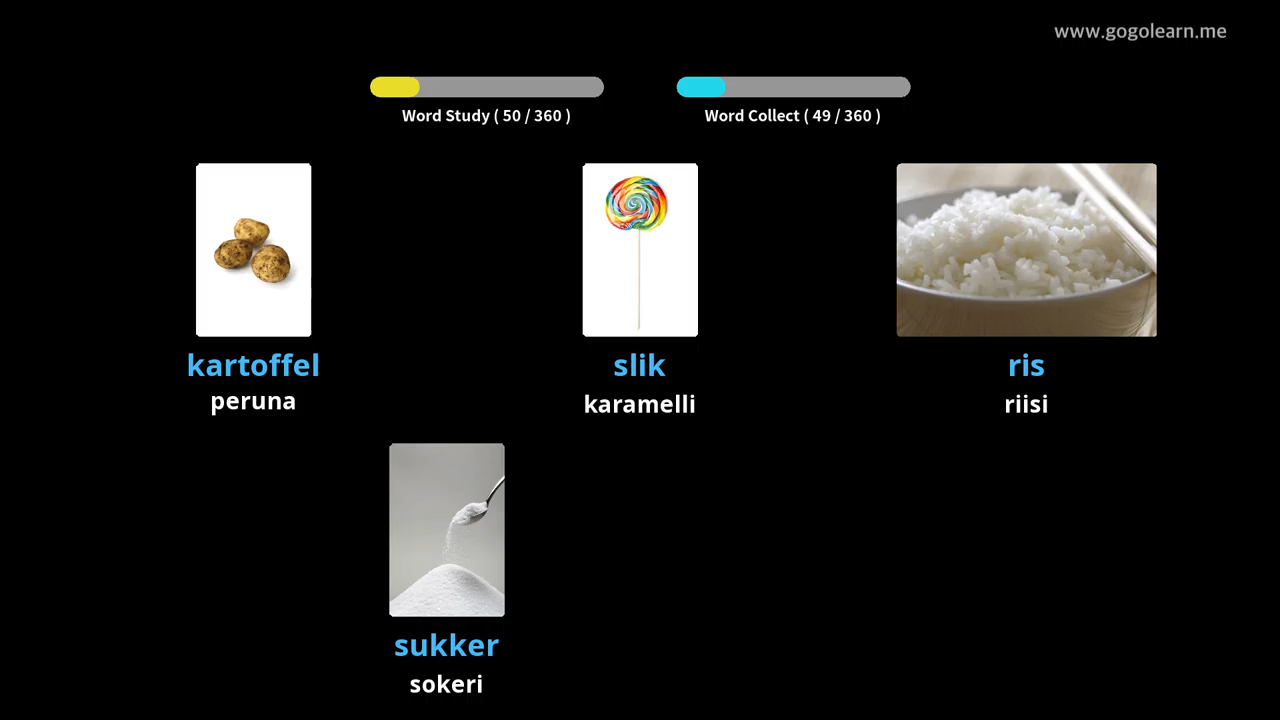 www.gogolearn.me
Word Study ( 50 / 360 )
Word Collect ( 49 / 360 )
kartoffel
peruna
slik
karamelli
ris
riisi
sukker
sokeri